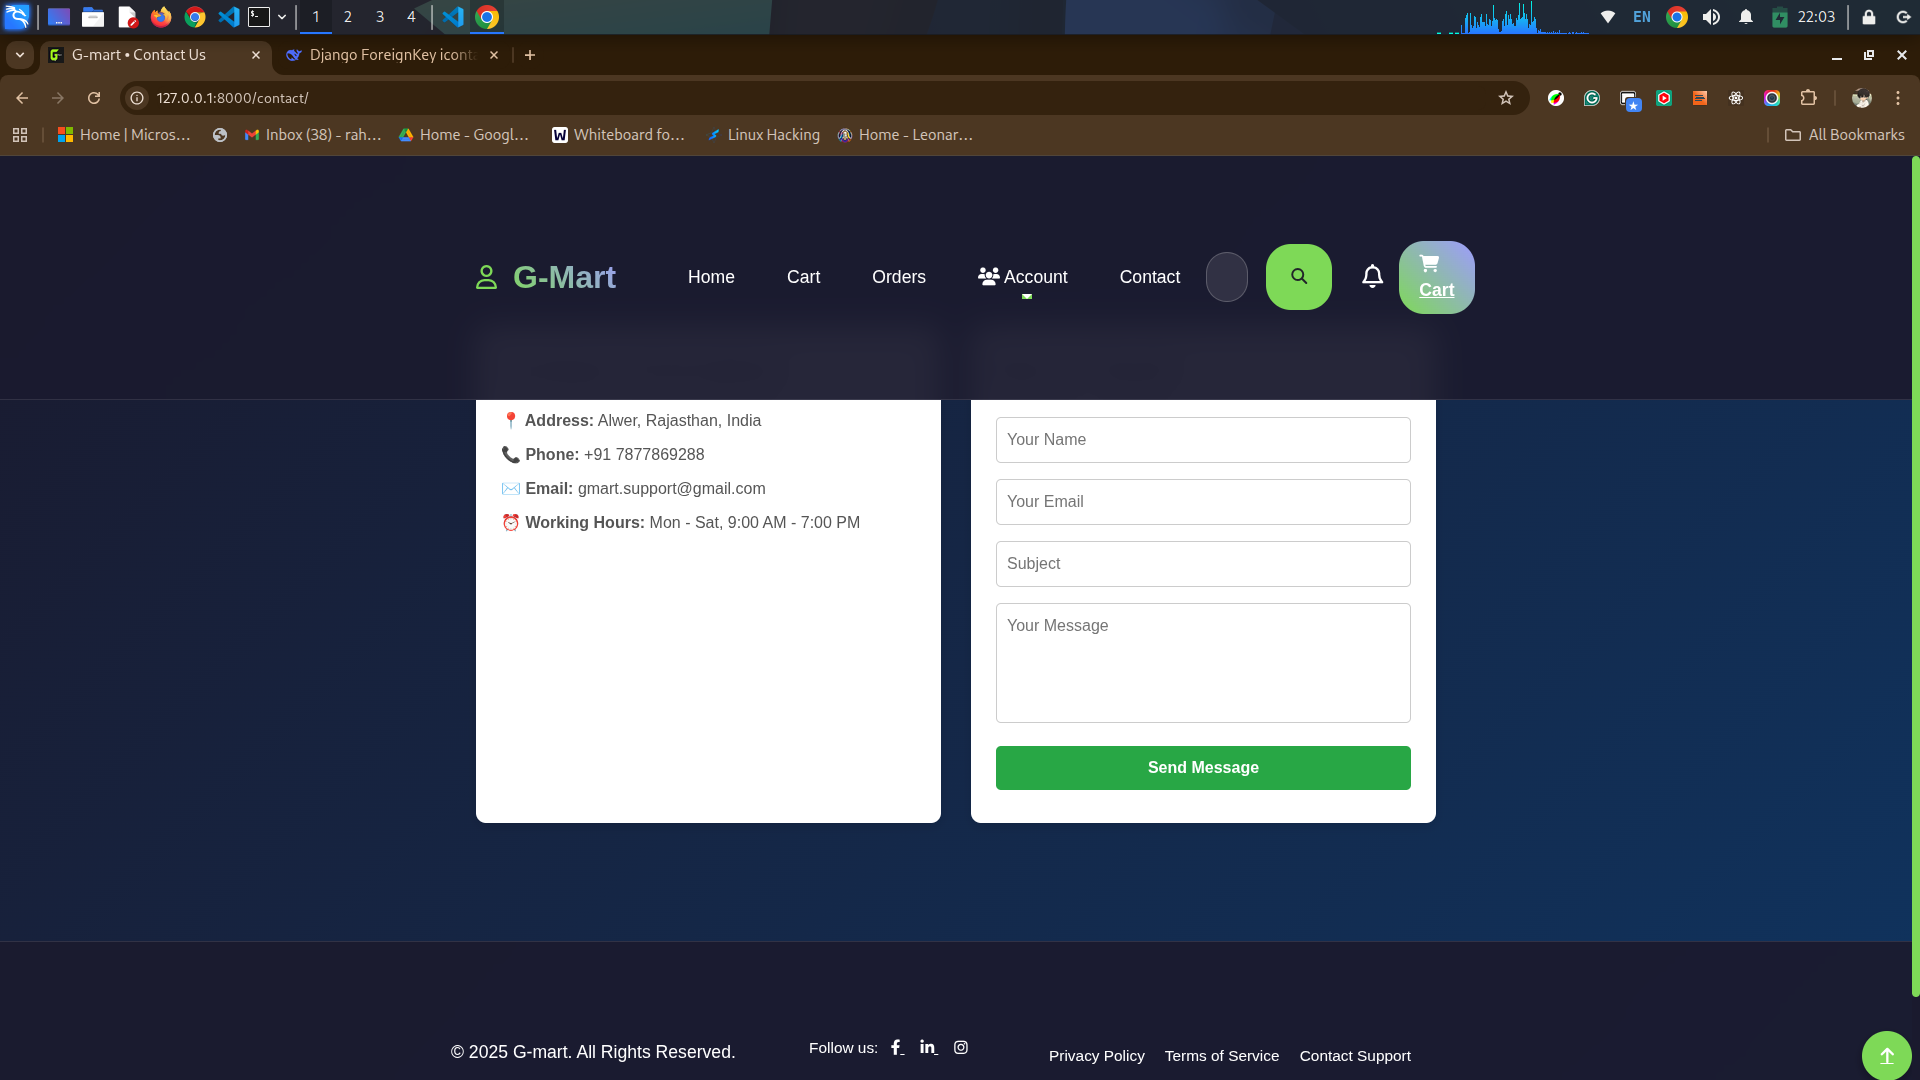 1 2 3 4
EN
22:03
G-mart • Contact Us
Django ForeignKey icont
127.0.0.1:8000/contact/
Home | Micros...
Inbox (38) - rah...
Home - Googl...
Whiteboard fo...
Linux Hacking
Home - Leonar...
All Bookmarks
G-Mart
Home
Cart
Orders
Account
Contact
Cart
📍 Address: Alwer, Rajasthan, India
📞 Phone: +91 7877869288
✉️ Email: gmart.support@gmail.com
⏰ Working Hours: Mon - Sat, 9:00 AM - 7:00 PM
Your Name
Your Email
Subject
Your Message
Send Message
© 2025 G-mart. All Rights Reserved.
Follow us:
Privacy Policy
Terms of Service
Contact Support